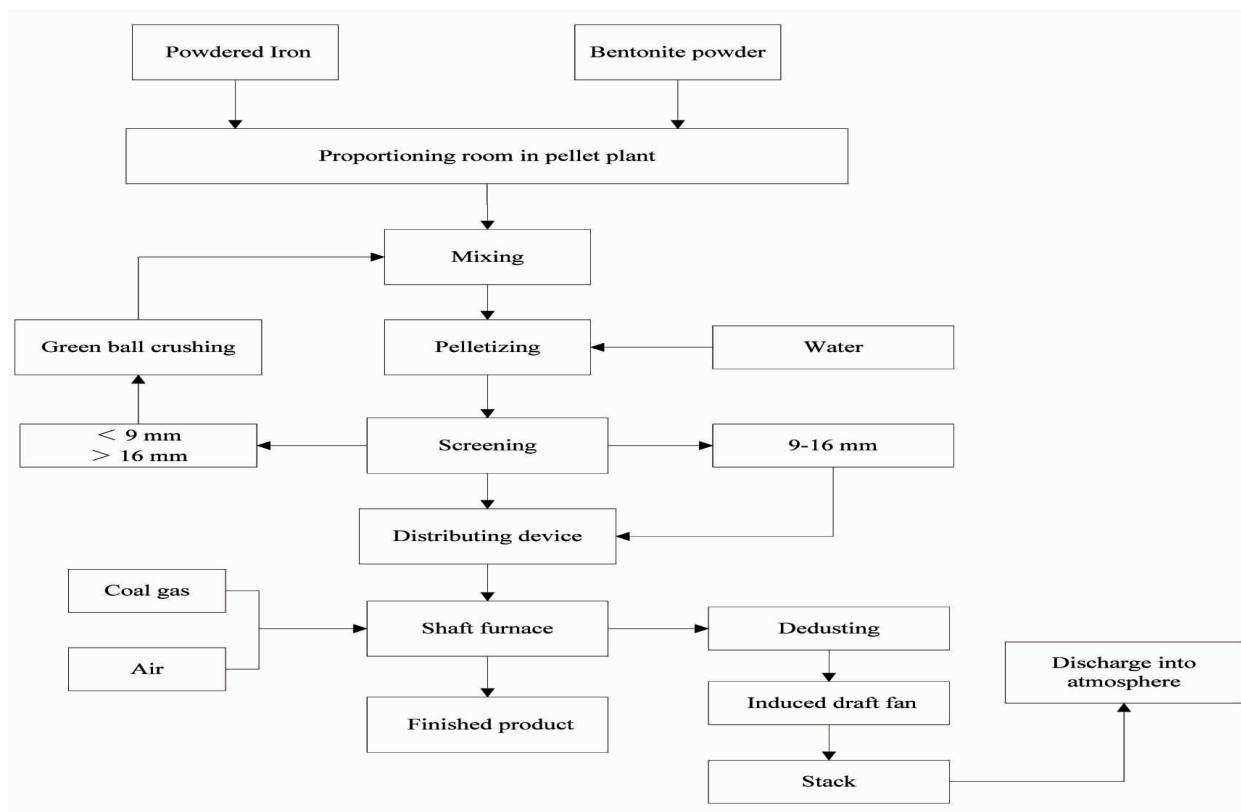 Powdered Iron
Bentonite powder
Proportioning room in pellet plant
Mixing
Green ball crushing
Pelletizing
Water
< 9 mm
> 16 mm
Screening
9-16 mm
Distributing device
Coal gas
Shaft furnace
Dedusting
Air
Discharge into
atmosphere
Induced draft fan
Finished product
Stack